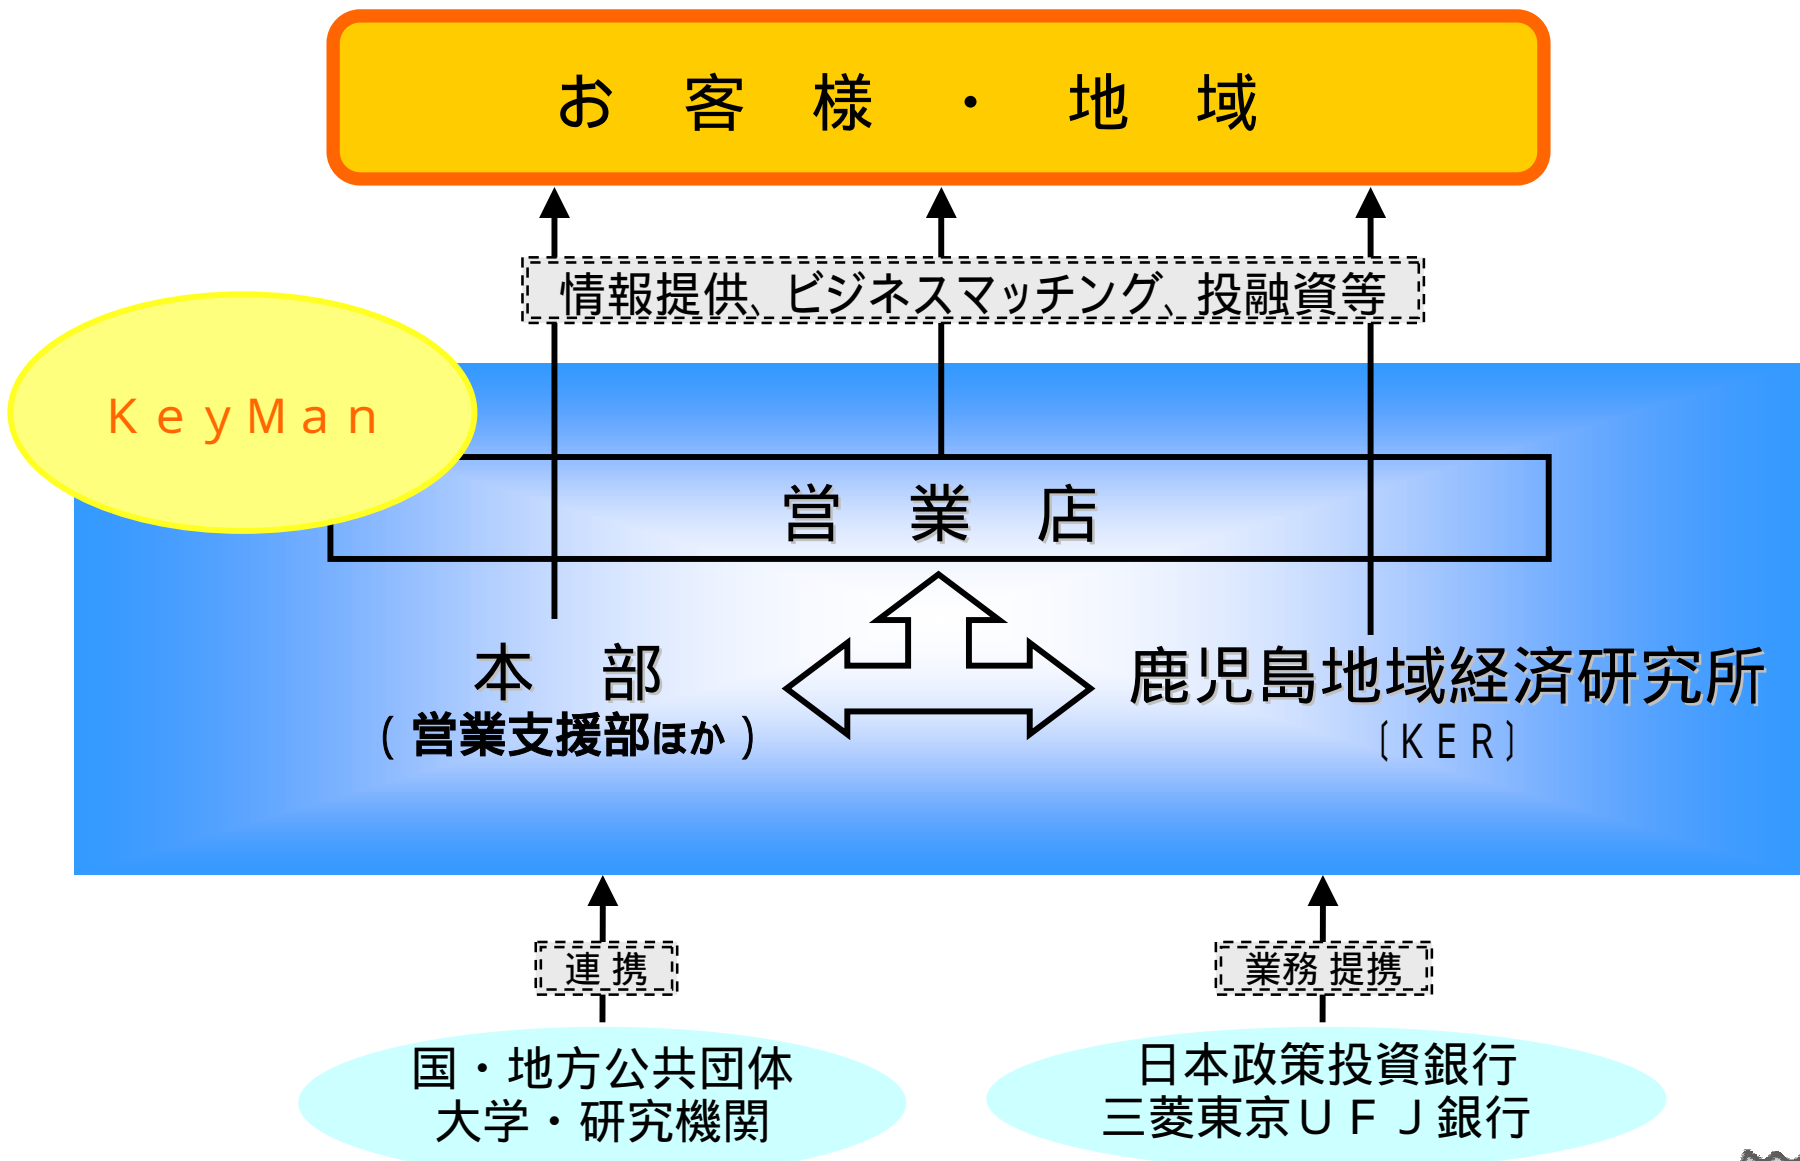 お客様・地域
情報提供、ビジネスマッチング、投融資等
ＫｅｙＭａｎ
営業店
本部
（営業支援部ほか）
鹿児島地域経済研究所
〔ＫＥＲ〕
連携
業務提携
国・地方公共団体
大学・研究機関
日本政策投資銀行
三菱東京ＵＦＪ銀行